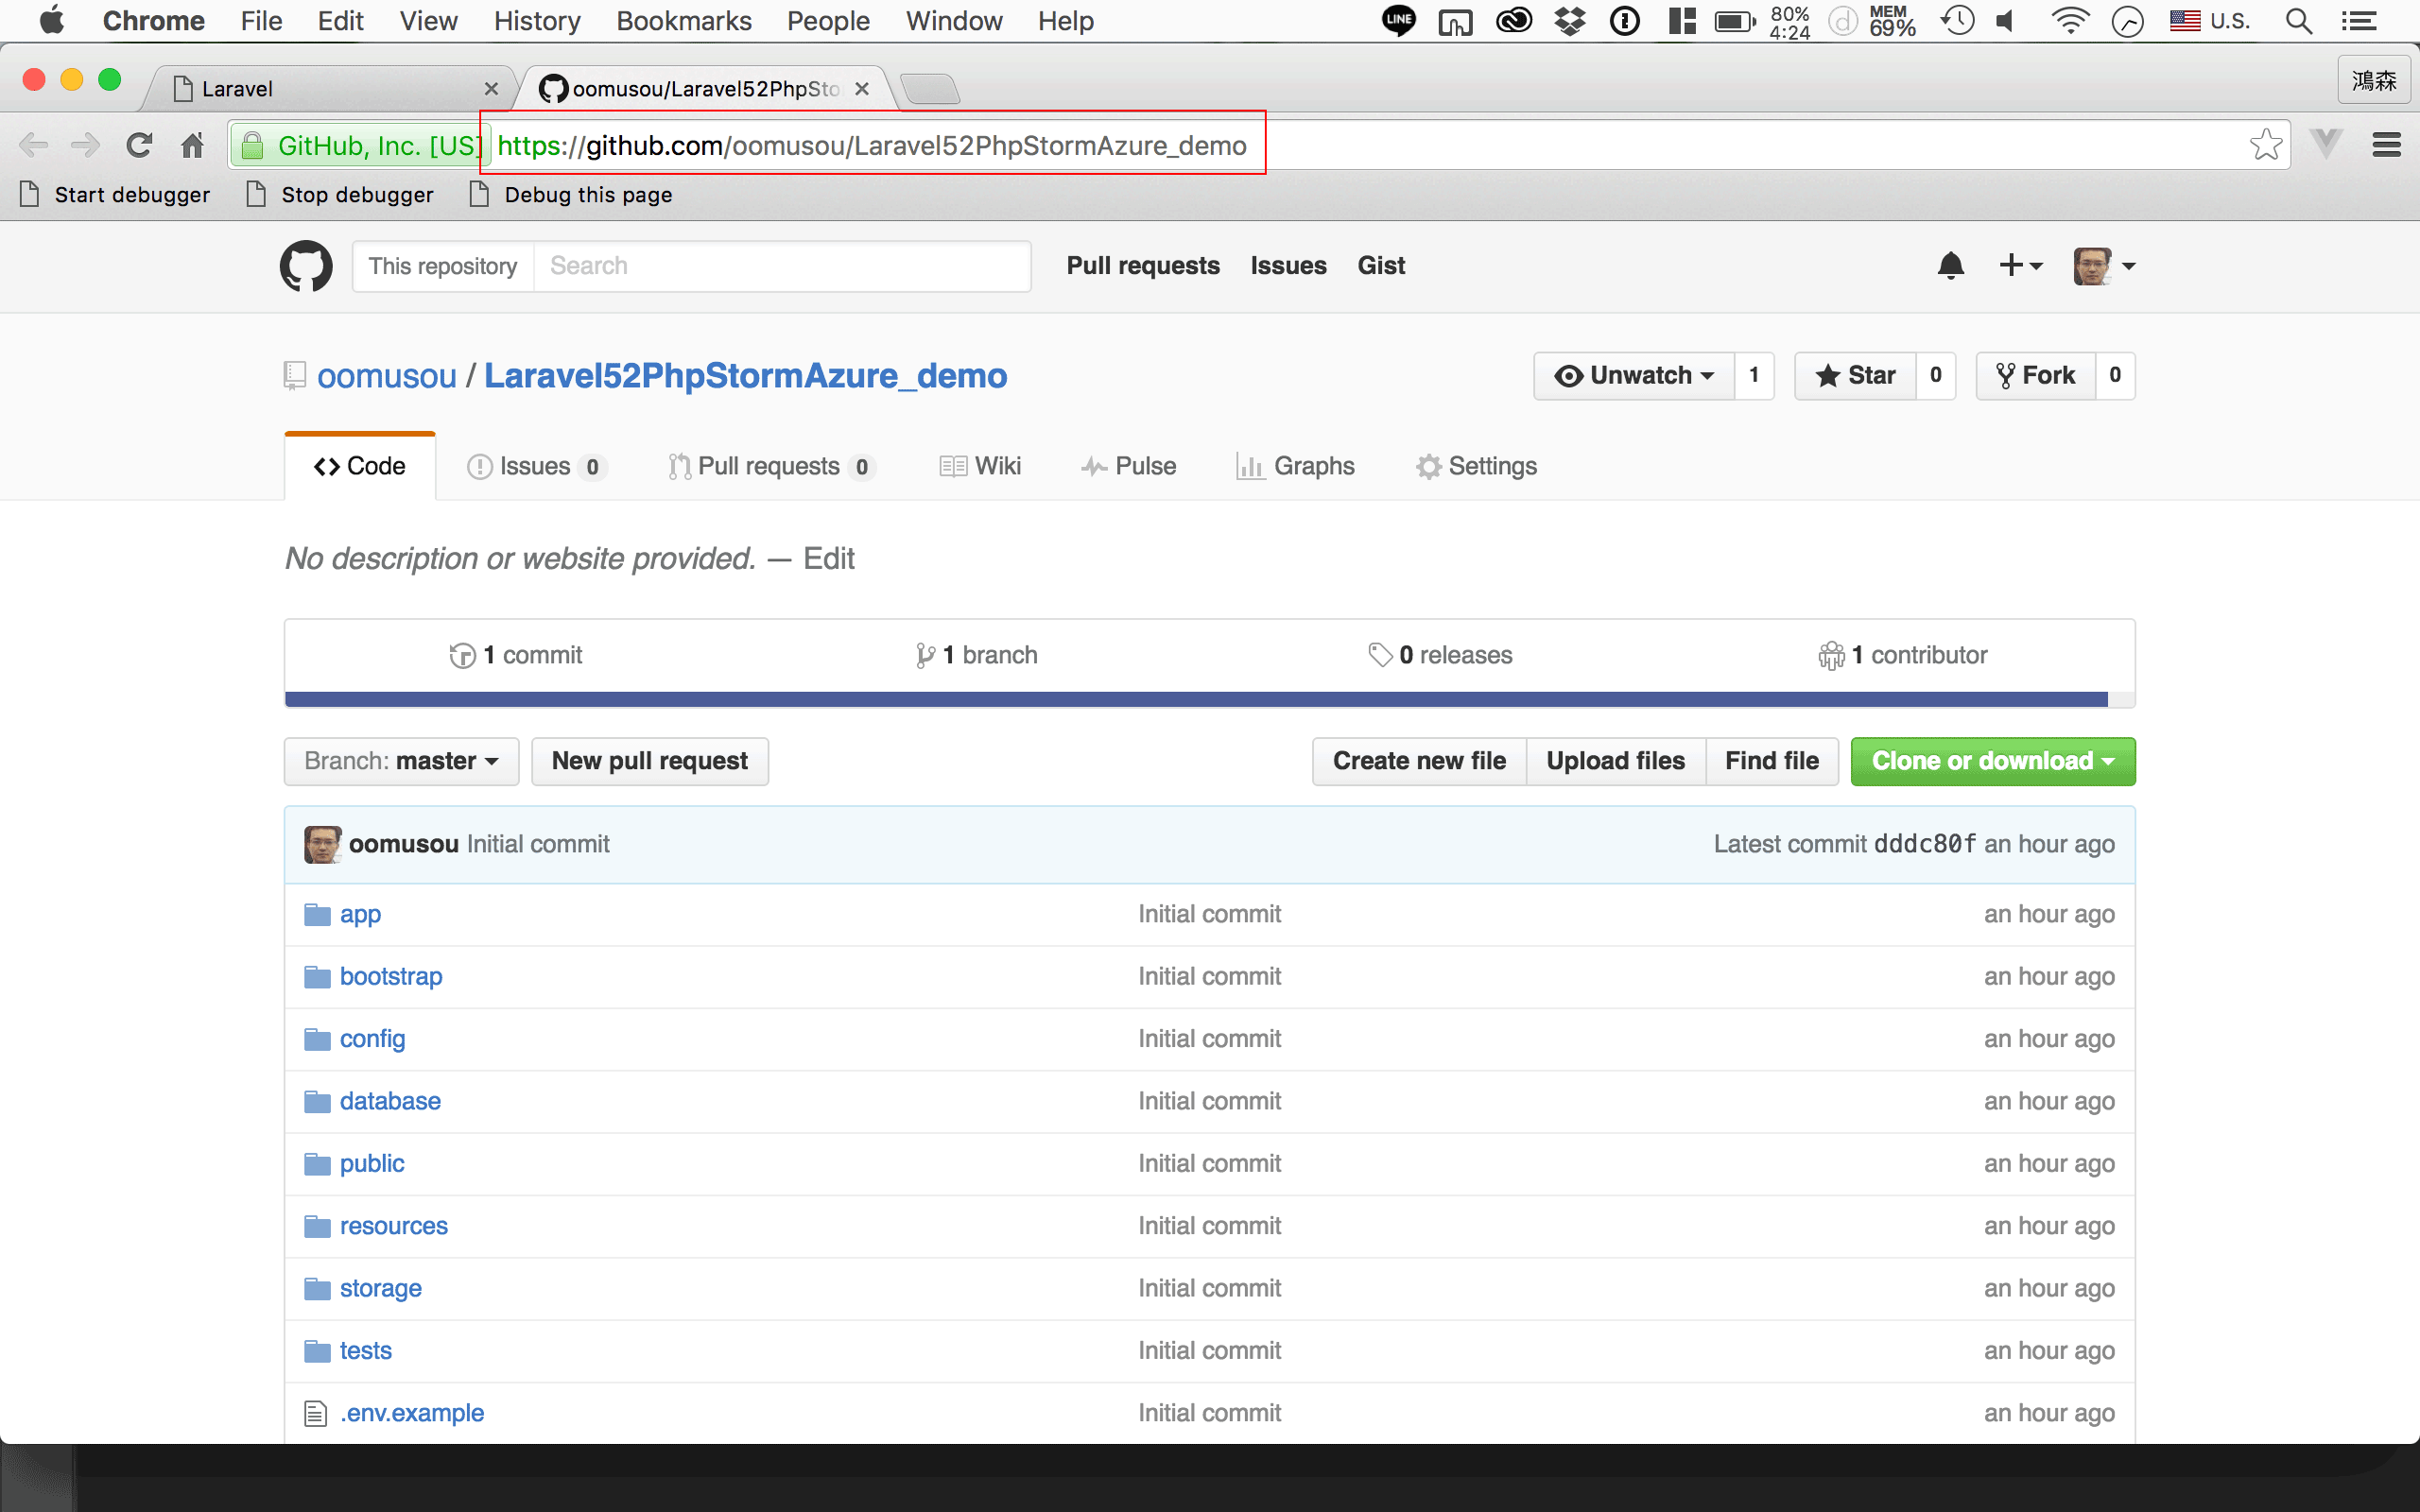 Chrome File Edit View History Bookmarks People Window Help LINE 80% 4:24 MEM 69% U.S.
Laravel oomusou/Laravel52PhpSto 鴻森
GitHub, Inc. [US] https://github.com/oomusou/Laravel52PhpStormAzure_demo
Start debugger Stop debugger Debug this page
This repository Search Pull requests Issues Gist
oomusou / Laravel52PhpStormAzure_demo Unwatch 1 Star 0 Fork 0
Code Issues 0 Pull requests 0 Wiki Pulse Graphs Settings
No description or website provided. — Edit
1 commit 1 branch 0 releases 1 contributor
Branch: master New pull request Create new file Upload files Find file Clone or download
oomusou Initial commit Latest commit dddc80f an hour ago
app Initial commit an hour ago
bootstrap Initial commit an hour ago
config Initial commit an hour ago
database Initial commit an hour ago
public Initial commit an hour ago
resources Initial commit an hour ago
storage Initial commit an hour ago
tests Initial commit an hour ago
.env.example Initial commit an hour ago